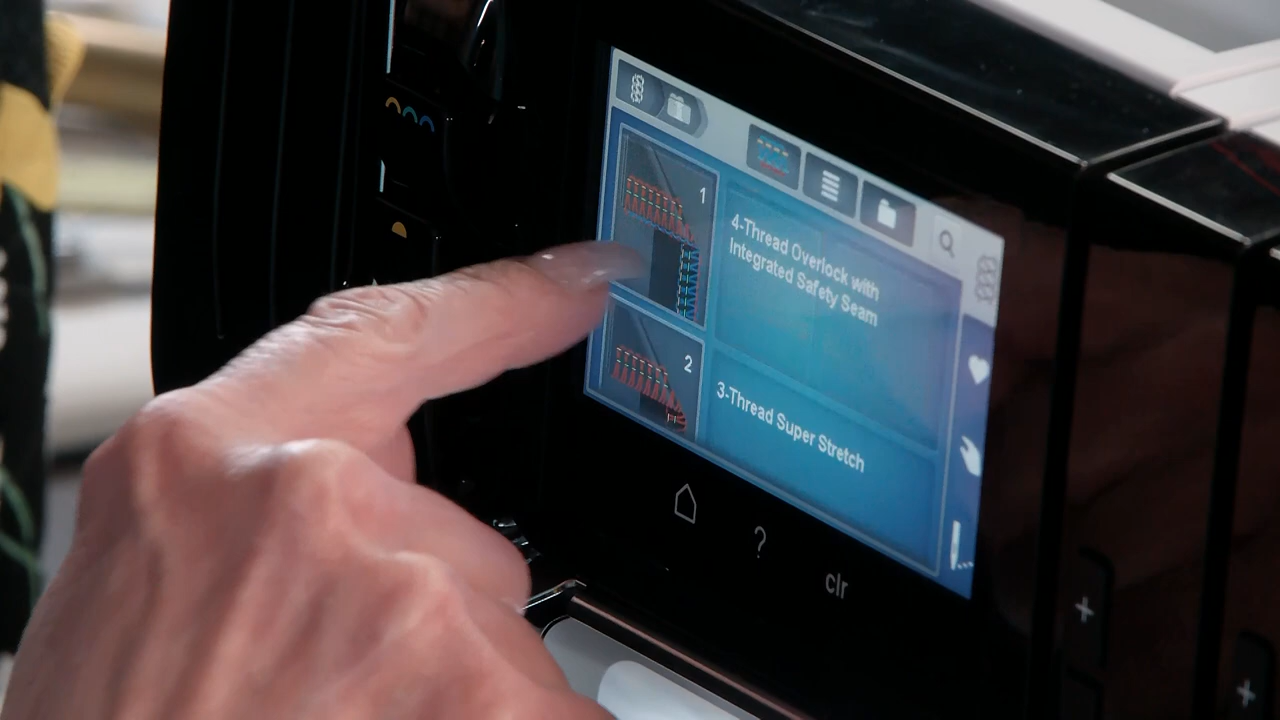 1
4-Thread Overlock with
Integrated Safety Seam
2
3-Thread Super Stretch
?
clr
+
+